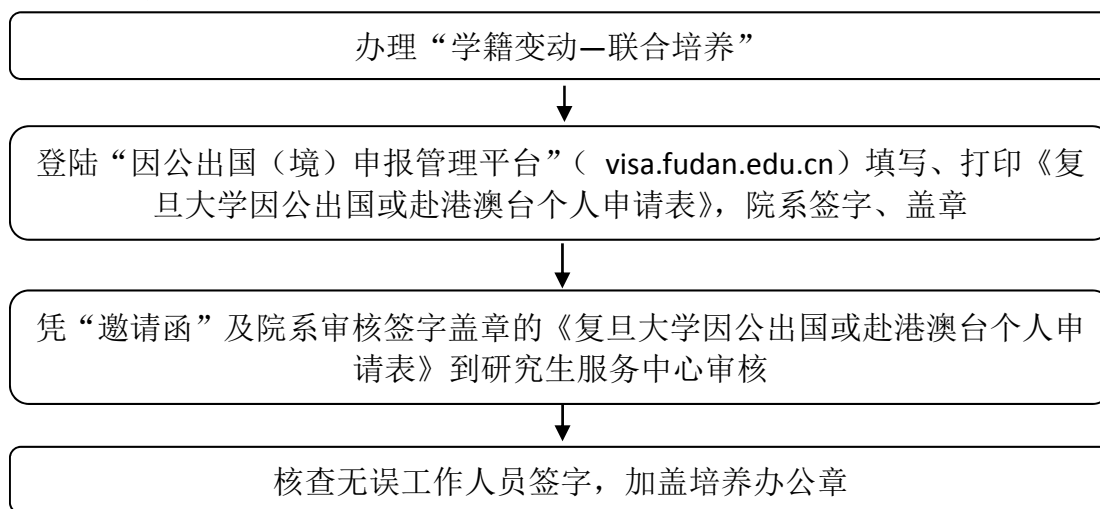 办理“学籍变动—联合培养”
登陆“因公出国（境）申报管理平台”（ visa.fudan.edu.cn）填写、打印《复
旦大学因公出国或赴港澳台个人申请表》，院系签字、盖章
凭“邀请函”及院系审核签字盖章的《复旦大学因公出国或赴港澳台个人申
请表》到研究生服务中心审核
核查无误工作人员签字，加盖培养办公章